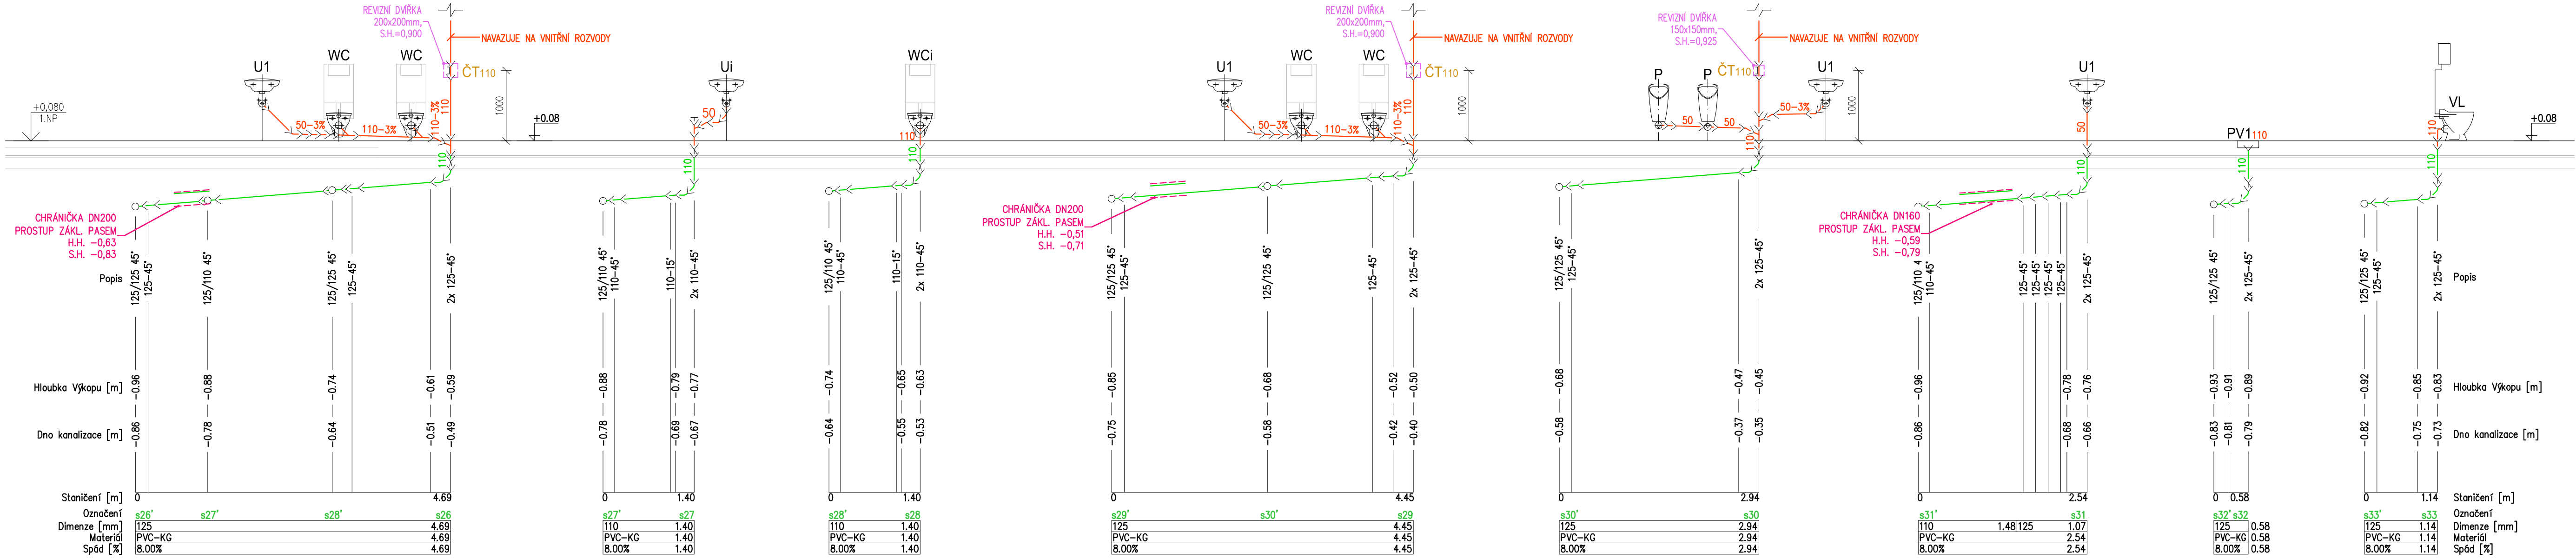 REVIZNÍ DVÍŘKA
200x200mm,
S.H.=0,900
NAVAZUJE NA VNITŘNÍ ROZVODY
U1
WC
WC
ČT110
1000
+0,080
1.NP
50-3%
110-3%
110-3%
110
110
+0.08
Ui
50
110
WCi
110
110
REVIZNÍ DVÍŘKA
200x200mm,
S.H.=0,900
NAVAZUJE NA VNITŘNÍ ROZVODY
U1
WC
WC
ČT110
1000
50-3%
110-3%
110-3%
110
110
REVIZNÍ DVÍŘKA
150x150mm,
S.H.=0,925
NAVAZUJE NA VNITŘNÍ ROZVODY
P
P
ČT110
U1
1000
50
50
50-3%
110
U1
50
110
PV1
110
110
VL
110
110
+0.08
CHRÁNIČKA DN200
PROSTUP ZÁKL. PASEM
H.H. -0,63
S.H. -0,83
CHRÁNIČKA DN200
PROSTUP ZÁKL. PASEM
H.H. -0,51
S.H. -0,71
CHRÁNIČKA DN160
PROSTUP ZÁKL. PASEM
H.H. -0,59
S.H. -0,79
Popis
125/125 45°
125-45°
125/110 45°
125/125 45°
125-45°
2x 125-45°
125/110 45°
110-45°
110-15°
2x 110-45°
125/110 45°
110-45°
110-15°
2x 110-45°
125/125 45°
125-45°
125/125 45°
125-45°
2x 125-45°
125/110 45°
125-45°
2x 125-45°
125/110 4
110-45°
125-45°
125-45°
125-45°
125-45°
2x 125-45°
125/125 45°
2x 125-45°
125/125 45°
125-45°
2x 125-45°
Popis
Hloubka Výkopu [m]
-0.96 -0.88 -0.74 -0.61 -0.59
-0.88 -0.79 -0.77
-0.74 -0.65 -0.63
-0.85 -0.68 -0.52 -0.50
-0.68 -0.47 -0.45
-0.96 -0.78 -0.76
-0.93 -0.91 -0.89
-0.92 -0.85 -0.83
Hloubka Výkopu [m]
Dno kanalizace [m]
-0.86 -0.78 -0.64 -0.51 -0.49
-0.78 -0.69 -0.67
-0.64 -0.55 -0.53
-0.75 -0.58 -0.42 -0.40
-0.58 -0.37 -0.35
-0.86 -0.68 -0.66
-0.83 -0.81 -0.79
-0.82 -0.75 -0.73
Dno kanalizace [m]
Staničení [m] 0 4.69 0 1.40 0 1.40 0 4.45 0 2.94 0 2.54 0 0.58 0 1.14 Staničení [m]
Označení s26' s27' s28' s26 s27' s27 s28' s28 s29' s30' s29 s30' s30 s31' s31 s32' s32 s33' s33 Označení
Dimenze [mm] 125 4.69 110 1.40 110 1.40 125 4.45 125 2.94 110 1.48 125 1.07 125 0.58 125 1.14 Dimenze [mm]
Materiál PVC-KG 4.69 PVC-KG 1.40 PVC-KG 1.40 PVC-KG 4.45 PVC-KG 2.94 PVC-KG 2.54 PVC-KG 0.58 PVC-KG 1.14 Materiál
Spád [%] 8.00% 4.69 8.00% 1.40 8.00% 1.40 8.00% 4.45 8.00% 2.94 8.00% 2.54 8.00% 0.58 8.00% 1.14 Spád [%]